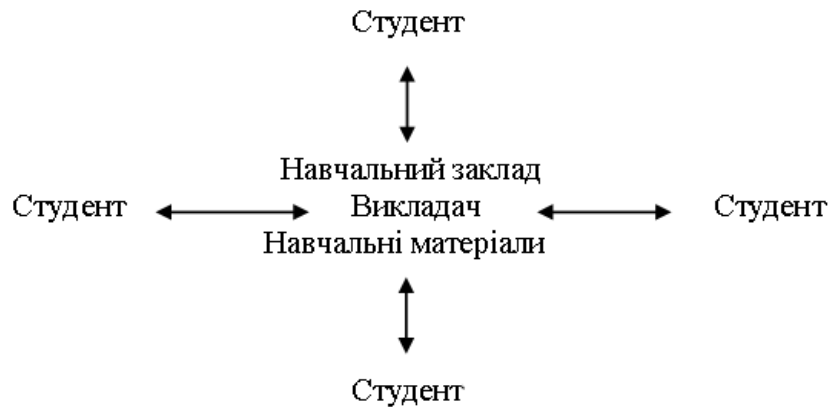 Студент
Навчальний заклад
Студент
Викладач
Студент
Навчальні матеріали
Студент